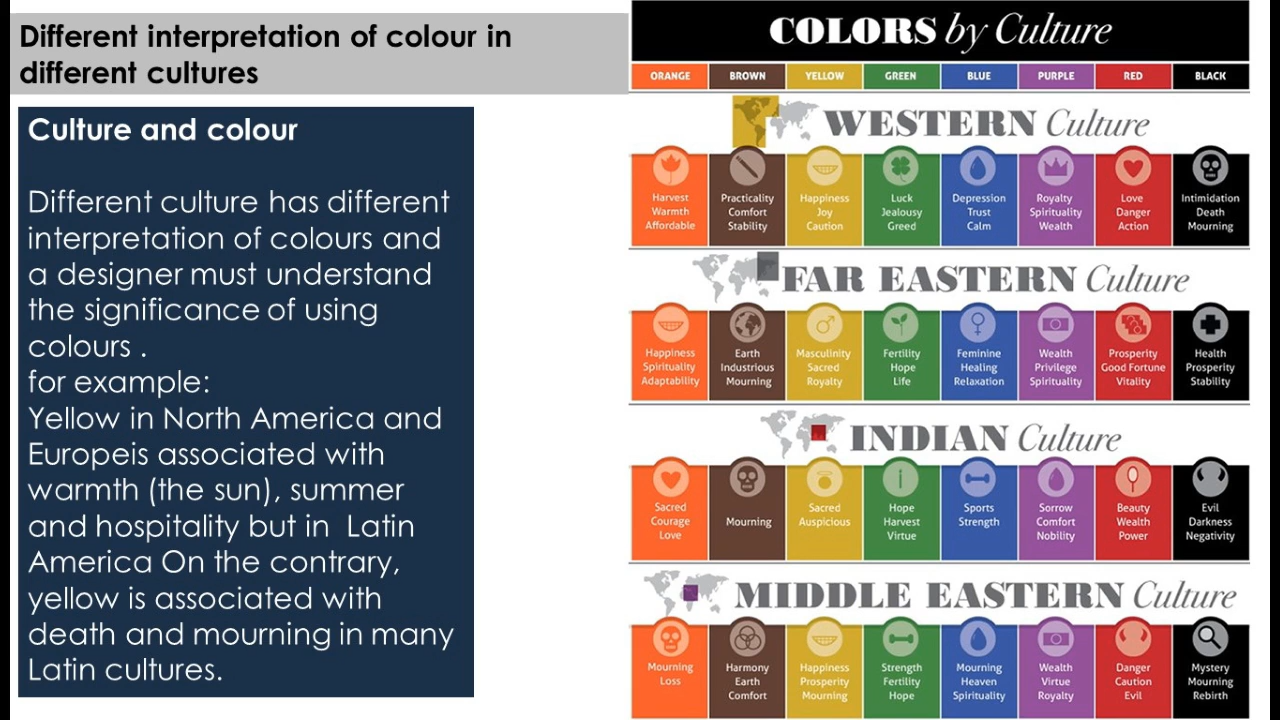 Different interpretation of colour in
different cultures
Culture and colour
Different culture has different
interpretation of colours and
a designer must understand
the significance of using
colours .
for example:
Yellow in North America and
Europeis associated with
warmth (the sun), summer
and hospitality but in  Latin
America On the contrary,
yellow is associated with
death and mourning in many
Latin cultures.
COLORS by Culture
ORANGE BROWN YELLOW GREEN BLUE PURPLE RED BLACK
WESTERN Culture
Harvest Practicality Happiness Luck Depression Royalty Love Intimidation
Warmth Comfort Joy Jealousy Trust Spirituality Danger Death
Affordable Stability Caution Greed Calm Wealth Action Mourning
FAR EASTERN Culture
Happiness Earth Masculinity Fertility Feminine Wealth Prosperity Health
Spirituality Industrious Sacred Hope Healing Privilege Good Fortune Prosperity
Adaptability Mourning Royalty Life Relaxation Spirituality Vitality Stability
INDIAN Culture
Sacred Sacred Hope Sports Sorrow Beauty Evil
Courage Mourning Auspicious Harvest Strength Comfort Wealth Darkness
Love Virtue Nobility Power Negativity
MIDDLE EASTERN Culture
Mourning Harmony Happiness Strength Mourning Wealth Danger Mystery
Loss Earth Prosperity Fertility Heaven Virtue Caution Mourning
Comfort Mourning Hope Spirituality Royalty Evil Rebirth